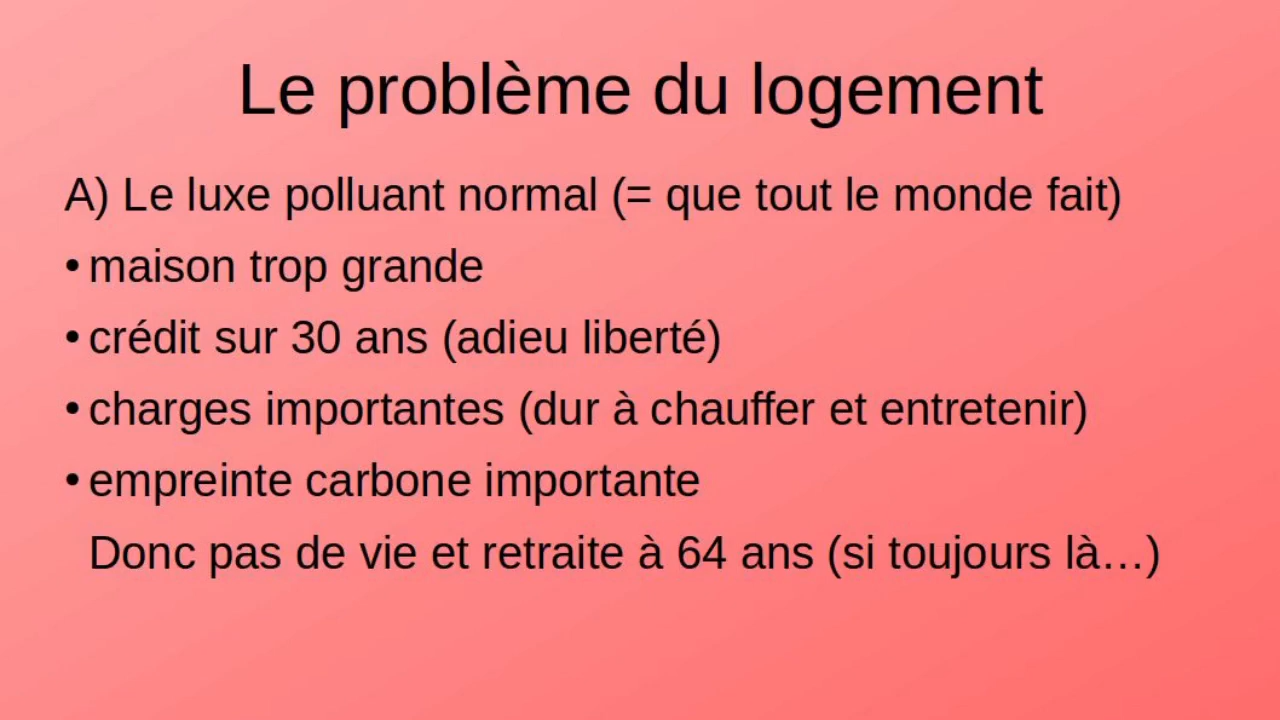 Le problème du logement
A) Le luxe polluant normal (= que tout le monde fait)
• maison trop grande
• crédit sur 30 ans (adieu liberté)
• charges importantes (dur à chauffer et entretenir)
• empreinte carbone importante
Donc pas de vie et retraite à 64 ans (si toujours là…)